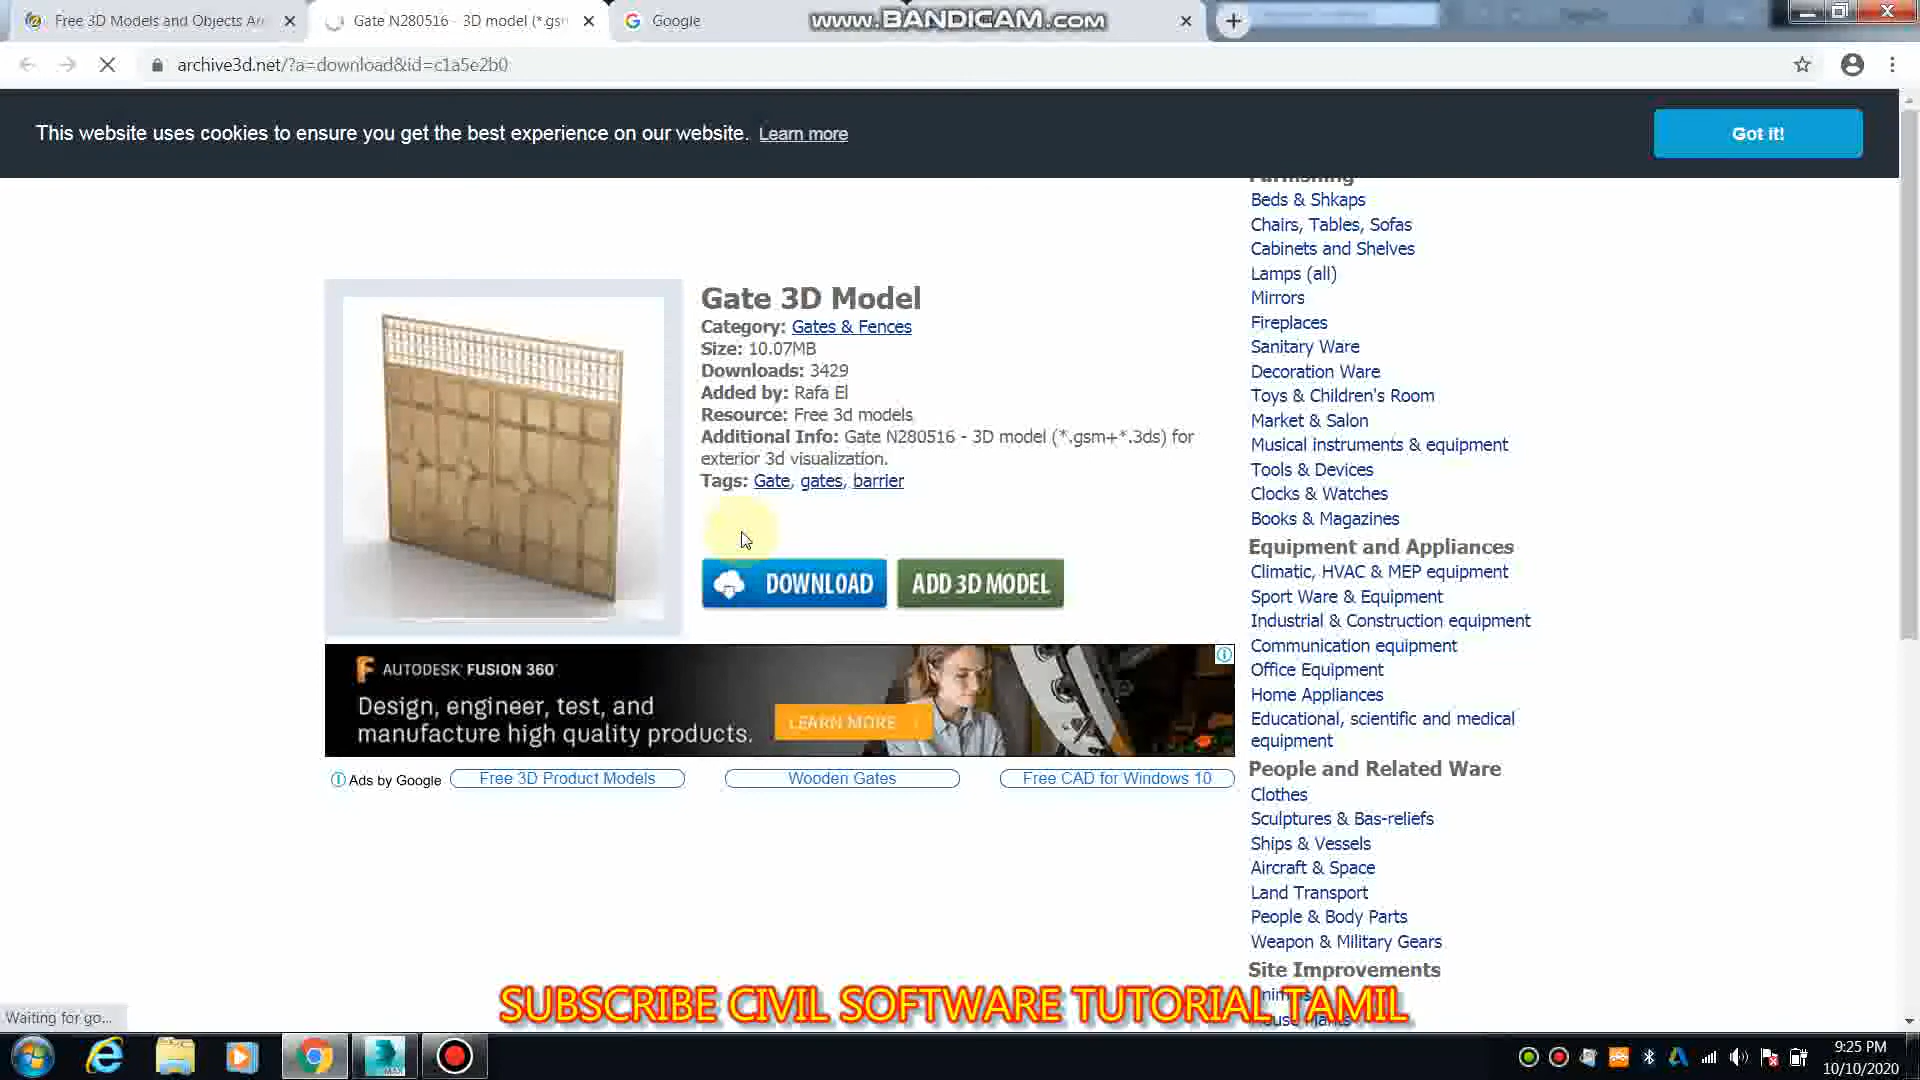 Free 3D Models and Objects Ar
Gate N280516 - 3D model (*.gsm
Google
www.BANDICAM.com
archive3d.net/?a=download&id=c1a5e2b0
This website uses cookies to ensure you get the best experience on our website. Learn more
Got it!
Furnishing
Beds & Shkaps
Chairs, Tables, Sofas
Cabinets and Shelves
Lamps (all)
Mirrors
Fireplaces
Sanitary Ware
Decoration Ware
Toys & Children's Room
Market & Salon
Musical instruments & equipment
Tools & Devices
Clocks & Watches
Books & Magazines
Equipment and Appliances
Climatic, HVAC & MEP equipment
Sport Ware & Equipment
Industrial & Construction equipment
Communication equipment
Office Equipment
Home Appliances
Educational, scientific and medical
equipment
People and Related Ware
Clothes
Sculptures & Bas-reliefs
Ships & Vessels
Aircraft & Space
Land Transport
People & Body Parts
Weapon & Military Gears
Site Improvements
Gate 3D Model
Category: Gates & Fences
Size: 10.07MB
Downloads: 3429
Added by: Rafa El
Resource: Free 3d models
Additional Info: Gate N280516 - 3D model (*.gsm+*.3ds) for
exterior 3d visualization.
Tags: Gate, gates, barrier
DOWNLOAD
ADD 3D MODEL
AUTODESK FUSION 360
Design, engineer, test, and
manufacture high quality products.
LEARN MORE
Ads by Google
Free 3D Product Models
Wooden Gates
Free CAD for Windows 10
SUBSCRIBE CIVIL SOFTWARE TUTORIAL TAMIL
Waiting for go...
MAX
9:25 PM
10/10/2020